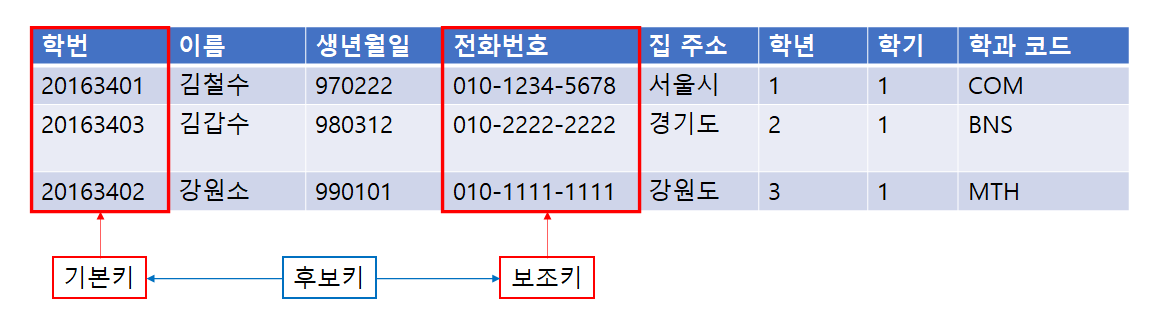 학번 이름 생년월일 전화번호 집 주소 학년 학기 학과 코드
20163401 김철수 970222 010-1234-5678 서울시 1 1 COM
20163403 김갑수 980312 010-2222-2222 경기도 2 1 BNS
20163402 강원소 990101 010-1111-1111 강원도 3 1 MTH
기본키 후보키 보조키